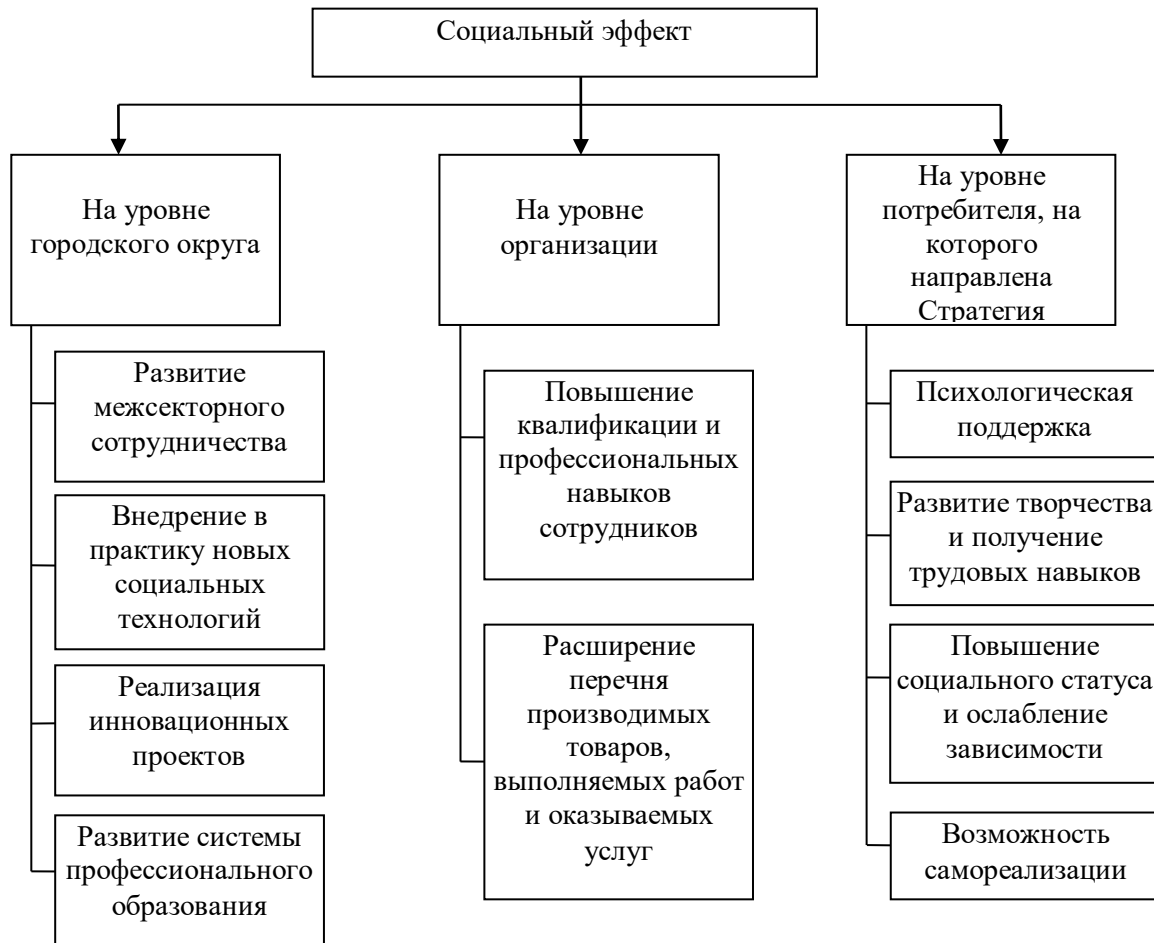 Социальный эффект
На уровне
городского округа
Развитие
межсекторного
сотрудничества
Внедрение в
практику новых
социальных
технологий
Реализация
инновационных
проектов
Развитие системы
профессионального
образования
На уровне
организации
Повышение
квалификации и
профессиональных
навыков
сотрудников
Расширение
перечня
производимых
товаров,
выполняемых работ
и оказываемых
услуг
На уровне
потребителя, на
которого
направлена
Стратегия
Психологическая
поддержка
Развитие творчества
и получение
трудовых навыков
Повышение
социального статуса
и ослабление
зависимости
Возможность
самореализации